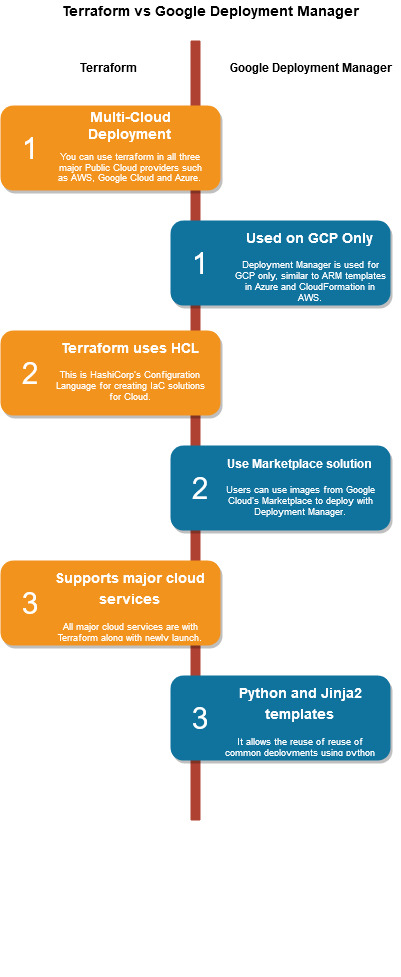 Terraform vs Google Deployment Manager
Terraform
Google Deployment Manager
1
Multi-Cloud
Deployment
You can use terraform in all three
major Public Cloud providers such
as AWS, Google Cloud and Azure.
1
Used on GCP Only
Deployment Manager is used for
GCP only, similar to ARM templates
in Azure and CloudFormation in
AWS.
2
Terraform uses HCL
This is HashiCorp's Configuration
Language for creating IaC solutions
for Cloud.
2
Use Marketplace solution
Users can use images from Google
Cloud's Marketplace to deploy with
Deployment Manager.
3
Supports major cloud
services
All major cloud services are with
Terraform along with newly launch.
3
Python and Jinja2
templates
It allows the reuse of reuse of
common deployments using python